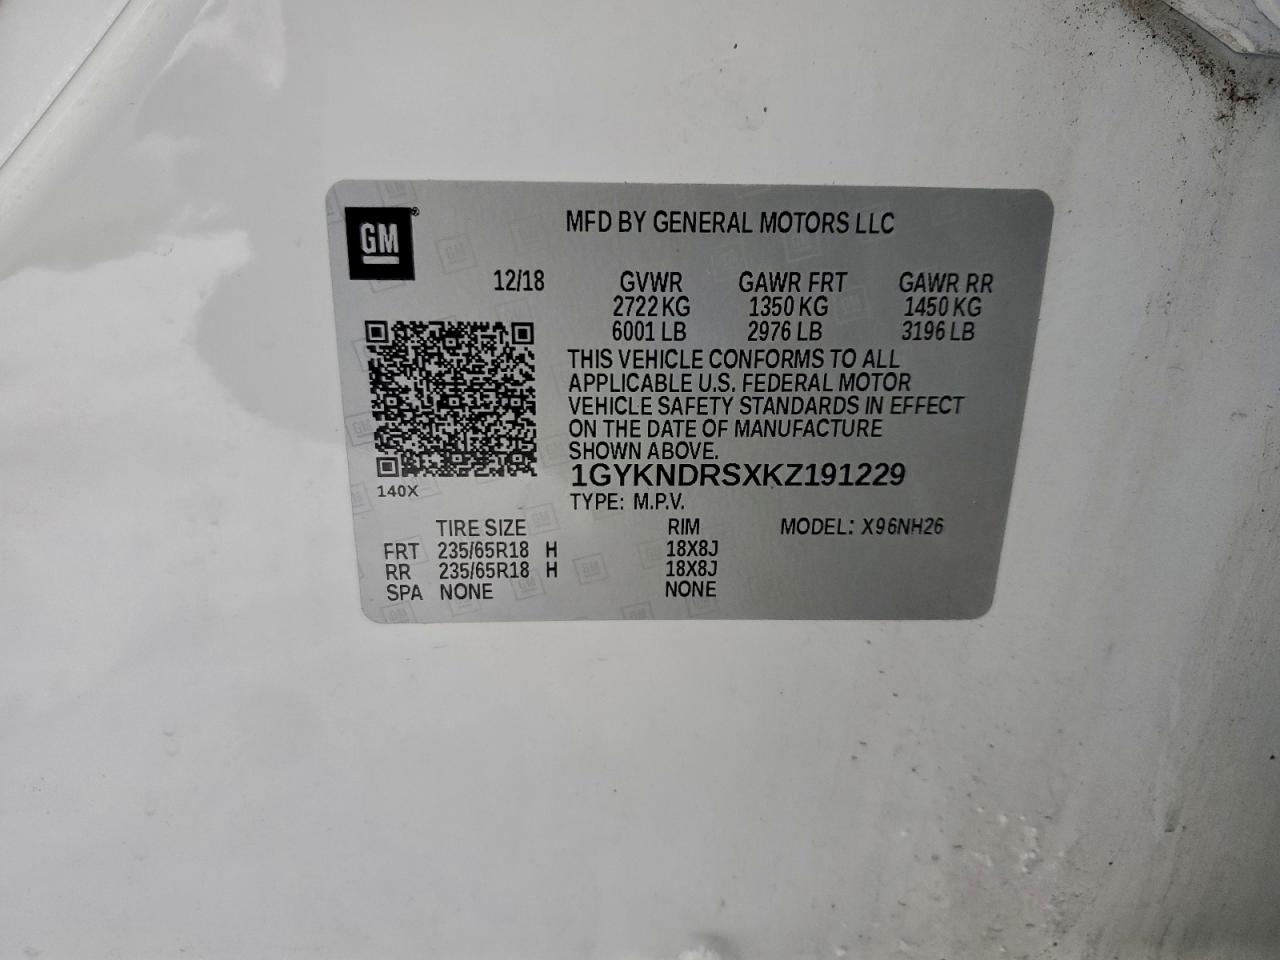 GM
MFD BY GENERAL MOTORS LLC
12/18 GVWR GAWR FRT GAWR RR
2722 KG 1350 KG 1450 KG
6001 LB 2976 LB 3196 LB
THIS VEHICLE CONFORMS TO ALL
APPLICABLE U.S. FEDERAL MOTOR
VEHICLE SAFETY STANDARDS IN EFFECT
ON THE DATE OF MANUFACTURE
SHOWN ABOVE.
1GYKNDRSXKZ191229
140X
TYPE: M.P.V.
TIRE SIZE RIM MODEL: X96NH26
FRT 235/65R18 H 18X8J
RR 235/65R18 H 18X8J
SPA NONE NONE